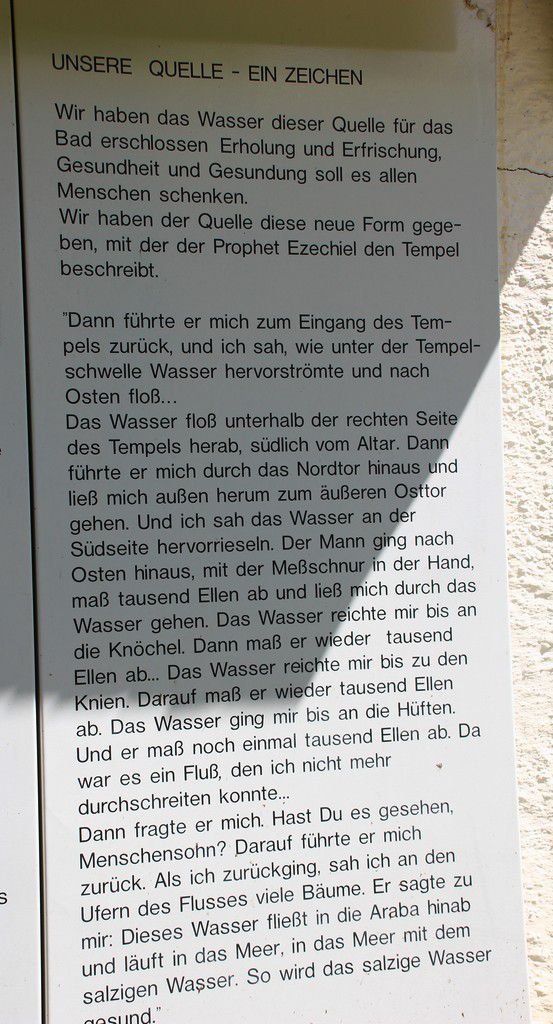 UNSERE QUELLE - EIN ZEICHEN
Wir haben das Wasser dieser Quelle für das
Bad erschlossen Erholung und Erfrischung,
Gesundheit und Gesundung soll es allen
Menschen schenken.
Wir haben der Quelle diese neue Form gege-
ben, mit der der Prophet Ezechiel den Tempel
beschreibt.
"Dann führte er mich zum Eingang des Tem-
pels zurück, und ich sah, wie unter der Tempel-
schwelle Wasser hervorströmte und nach
Osten floß...
Das Wasser floß unterhalb der rechten Seite
des Tempels herab, südlich vom Altar. Dann
führte er mich durch das Nordtor hinaus und
ließ mich außen herum zum äußeren Osttor
gehen. Und ich sah das Wasser an der
Südseite hervorrieseln. Der Mann ging nach
Osten hinaus, mit der Meßschnur in der Hand,
maß tausend Ellen ab und ließ mich durch das
Wasser gehen. Das Wasser reichte mir bis an
die Knöchel. Dann maß er wieder tausend
Ellen ab... Das Wasser reichte mir bis zu den
Knien. Darauf maß er wieder tausend Ellen
ab. Das Wasser ging mir bis an die Hüften.
Und er maß noch einmal tausend Ellen ab. Da
war es ein Fluß, den ich nicht mehr
durchschreiten konnte...
Dann fragte er mich. Hast Du es gesehen,
Menschensohn? Darauf führte er mich
zurück. Als ich zurückging, sah ich an den
Ufern des Flusses viele Bäume. Er sagte zu
mir: Dieses Wasser fließt in die Araba hinab
und läuft in das Meer, in das Meer mit dem
salzigen Wasser. So wird das salzige Wasser
gesund."